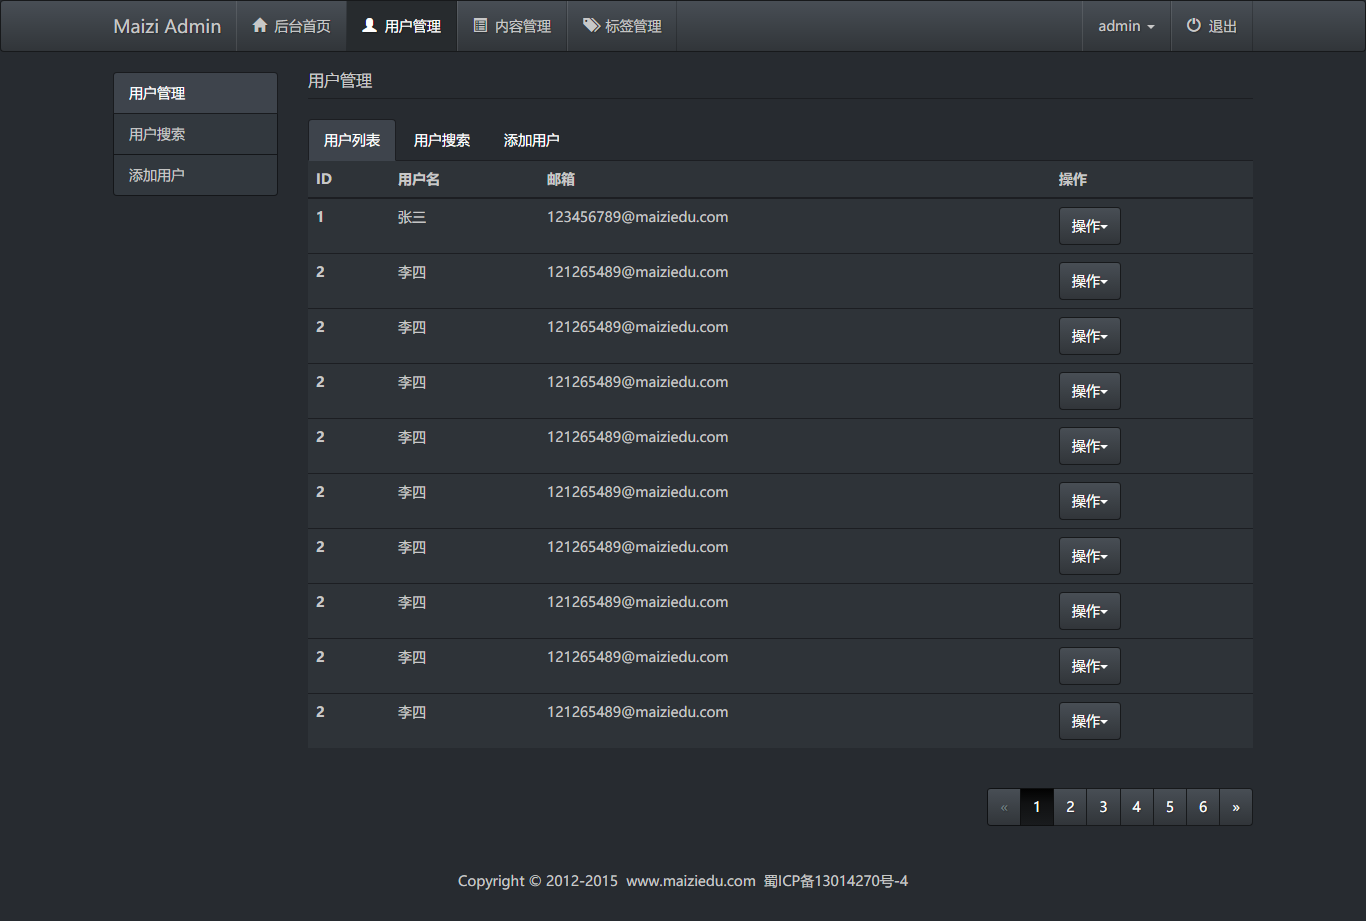 Maizi Admin 后台首页 用户管理 内容管理 标签管理 admin 退出
用户管理
用户搜索
添加用户
用户管理
用户列表 用户搜索 添加用户
ID 用户名 邮箱 操作
1 张三 123456789@maiziedu.com 操作
2 李四 121265489@maiziedu.com 操作
2 李四 121265489@maiziedu.com 操作
2 李四 121265489@maiziedu.com 操作
2 李四 121265489@maiziedu.com 操作
2 李四 121265489@maiziedu.com 操作
2 李四 121265489@maiziedu.com 操作
2 李四 121265489@maiziedu.com 操作
2 李四 121265489@maiziedu.com 操作
2 李四 121265489@maiziedu.com 操作
« 1 2 3 4 5 6 »
Copyright © 2012-2015 www.maiziedu.com 蜀ICP备13014270号-4